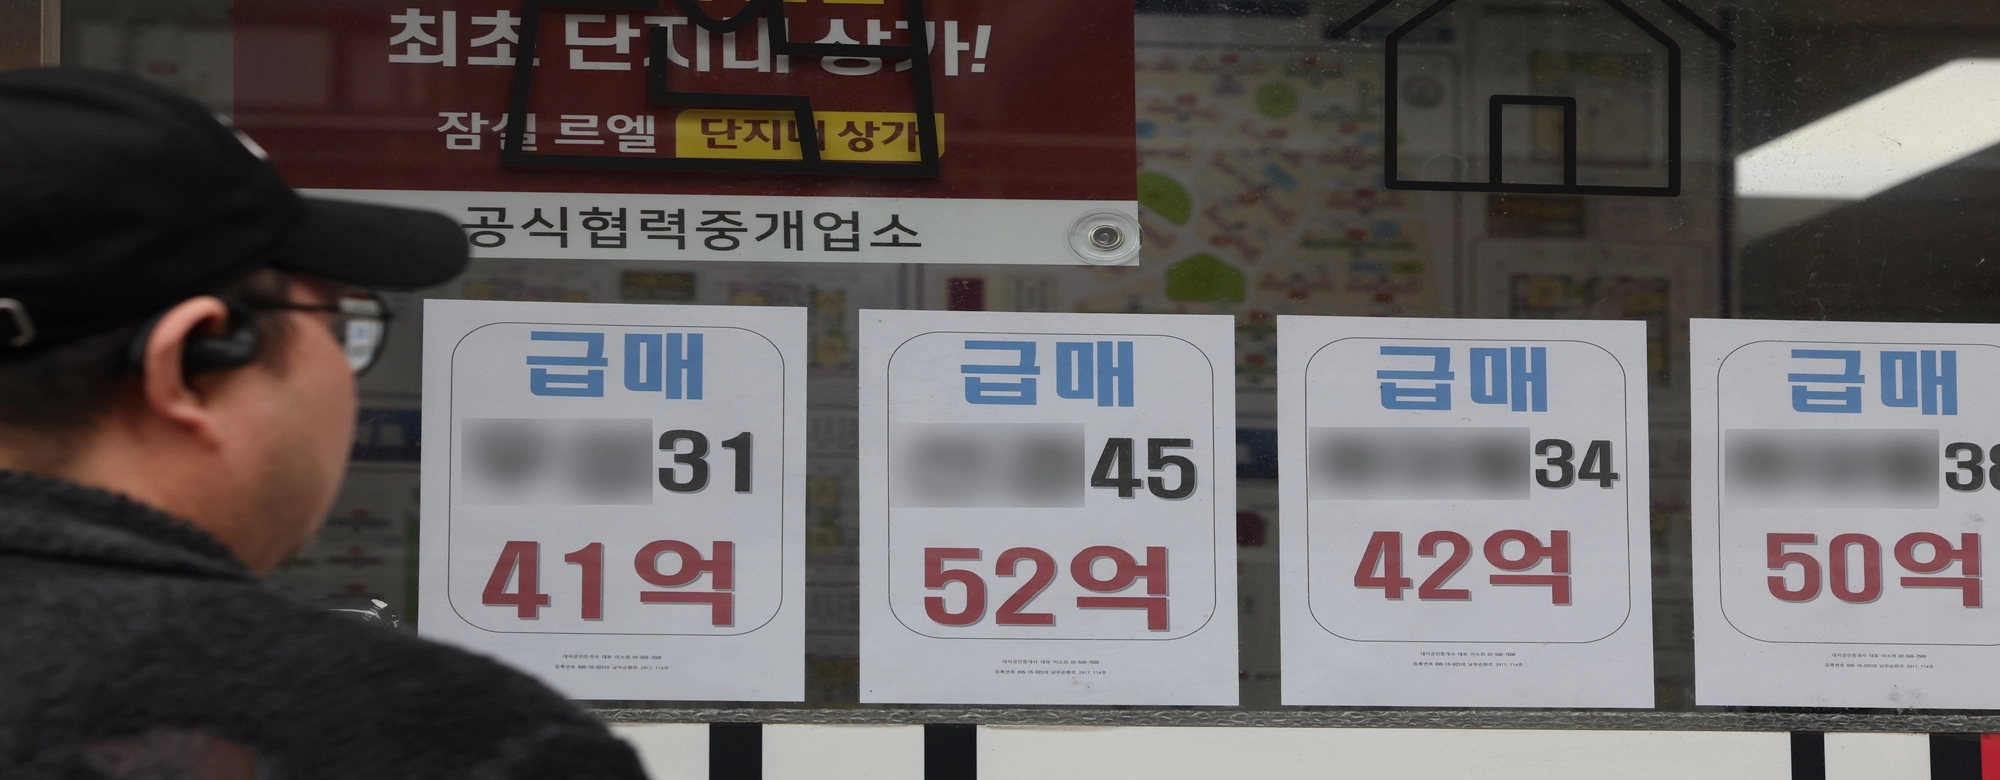 최초 단지내 상가!
잠실 르엘 단지내 상가
공식협력중개업소
급매
31
41억
급매
45
52억
급매
34
42억
급매
38
50억